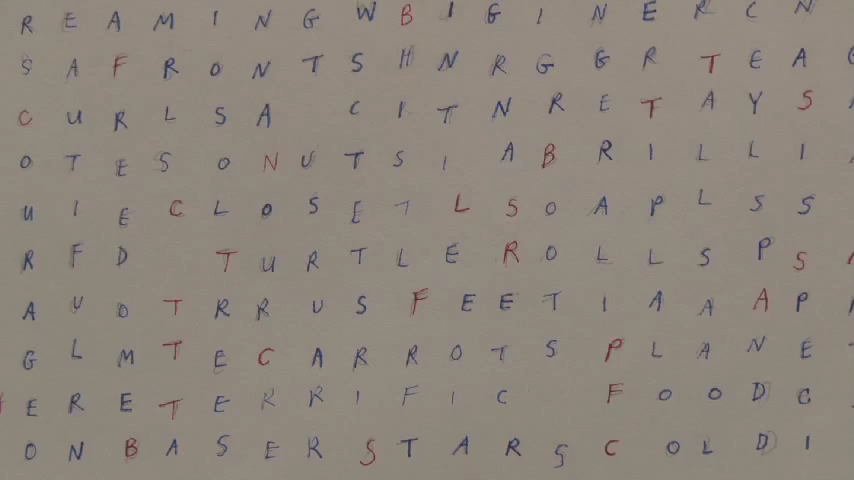 R E A M I N G W B I G I N E R C N
S A F R O N T S H N R G G R T E A
C U R L S A C I T N R E T A Y S
O T E S O N U T S I A B R I L L I
U I E C L O S E T L S O A P L S S
R F D T U R T L E R O L L S P S
A U O T R R U S F E E T I A A A P
G L M T E C A R R O T S P L A N E
E R E T E R R I F I C F O O D C
O N B A S E R S T A R S C O L D I